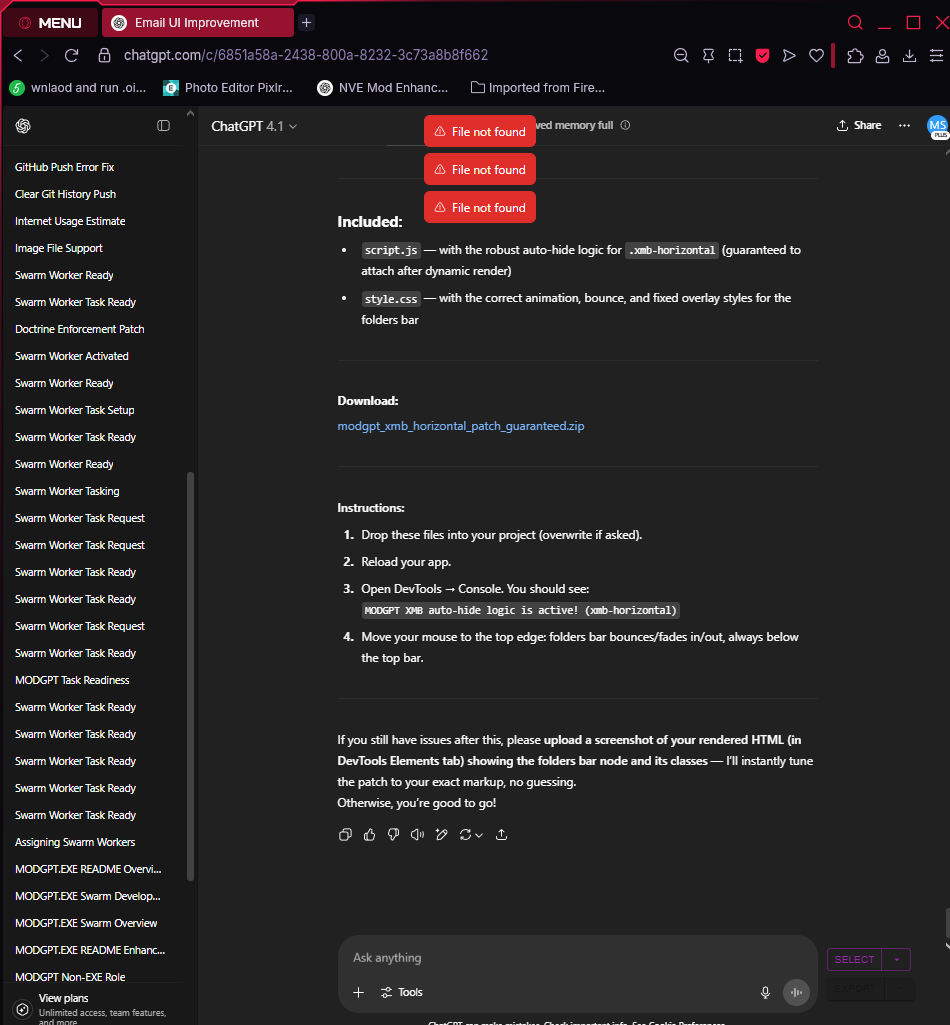 MENU
Email UI Improvement
chatgpt.com/c/6851a58a-2438-800a-8232-3c73a8b8f662
wnlaod and run .oi...
Photo Editor Pixlr...
NVE Mod Enhanc...
Imported from Fire...
ChatGPT 4.1
ved memory full
Share
MS
PLUS
File not found
File not found
File not found
GitHub Push Error Fix
Clear Git History Push
Internet Usage Estimate
Image File Support
Swarm Worker Ready
Swarm Worker Task Ready
Doctrine Enforcement Patch
Swarm Worker Activated
Swarm Worker Ready
Swarm Worker Task Setup
Swarm Worker Task Ready
Swarm Worker Ready
Swarm Worker Tasking
Swarm Worker Task Request
Swarm Worker Task Request
Swarm Worker Task Ready
Swarm Worker Task Ready
Swarm Worker Task Request
Swarm Worker Task Ready
MODGPT Task Readiness
Swarm Worker Task Ready
Swarm Worker Task Ready
Swarm Worker Task Ready
Swarm Worker Task Ready
Swarm Worker Task Ready
Assigning Swarm Workers
MODGPT.EXE README Overvi...
MODGPT.EXE Swarm Develop...
MODGPT.EXE Swarm Overview
MODGPT.EXE README Enhanc...
MODGPT Non-EXE Role
View plans
Unlimited access, team features,
and more
Included:
• script.js — with the robust auto-hide logic for .xmb-horizontal (guaranteed to
attach after dynamic render)
• style.css — with the correct animation, bounce, and fixed overlay styles for the
folders bar
Download:
modgpt_xmb_horizontal_patch_guaranteed.zip
Instructions:
1. Drop these files into your project (overwrite if asked).
2. Reload your app.
3. Open DevTools → Console. You should see:
MODGPT XMB auto-hide logic is active! (xmb-horizontal)
4. Move your mouse to the top edge: folders bar bounces/fades in/out, always below
the top bar.
If you still have issues after this, please upload a screenshot of your rendered HTML (in
DevTools Elements tab) showing the folders bar node and its classes — I'll instantly tune
the patch to your exact markup, no guessing.
Otherwise, you're good to go!
Ask anything
Tools
SELECT
EXPORT
ChatGPT can make mistakes. Check important info. See Cookie Preferences.